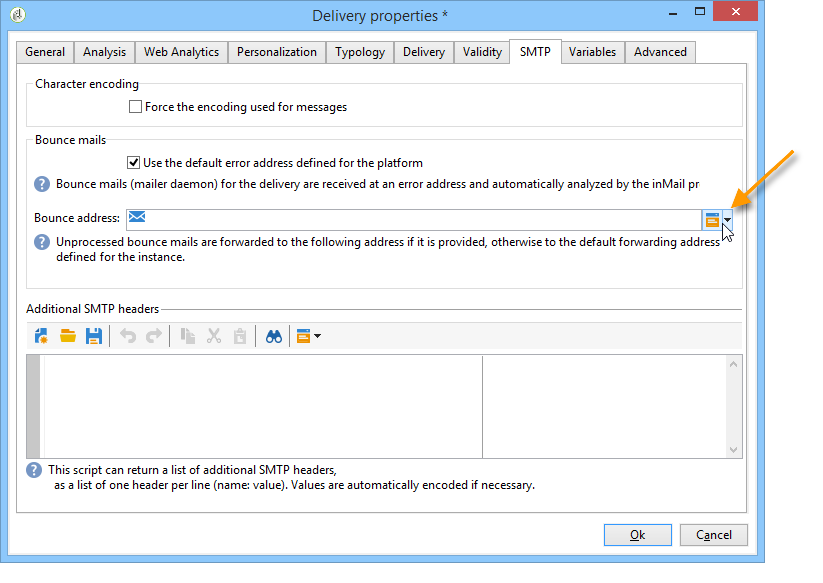 Delivery properties *
General Analysis Web Analytics Personalization Typology Delivery Validity SMTP Variables Advanced
Character encoding
Force the encoding used for messages
Bounce mails
Use the default error address defined for the platform
Bounce mails (mailer daemon) for the delivery are received at an error address and automatically analyzed by the inMail pr
Bounce address:
Unprocessed bounce mails are forwarded to the following address if it is provided, otherwise to the default forwarding address
defined for the instance.
Additional SMTP headers
This script can return a list of additional SMTP headers,
as a list of one header per line (name: value). Values are automatically encoded if necessary.
Ok Cancel